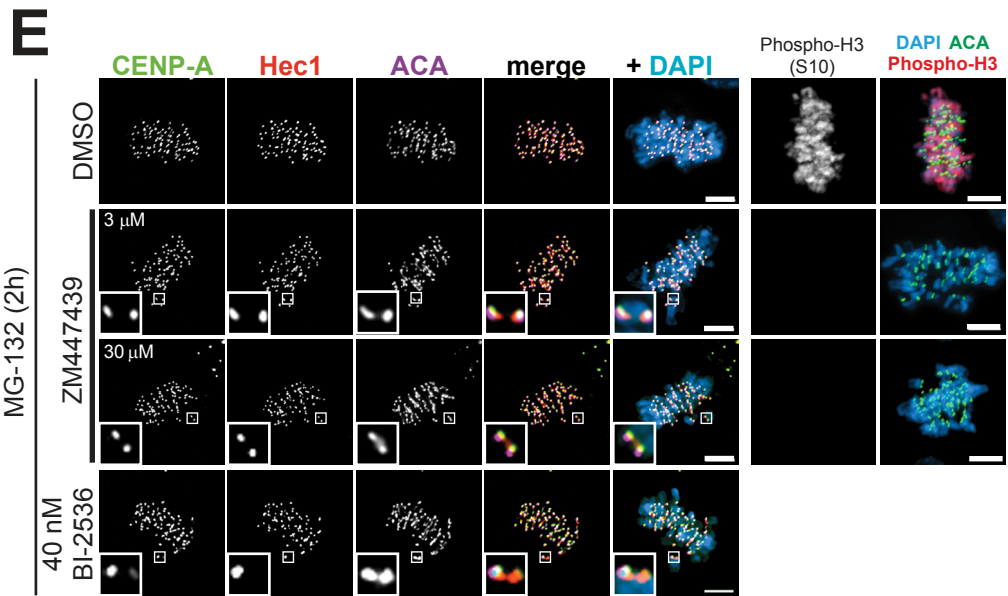 E
CENP-A Hec1 ACA merge + DAPI
Phospho-H3
(S10)
DAPI ACA
Phospho-H3
MG-132 (2h)
DMSO
ZM447439
3 µM
30 µM
40 nM
BI-2536